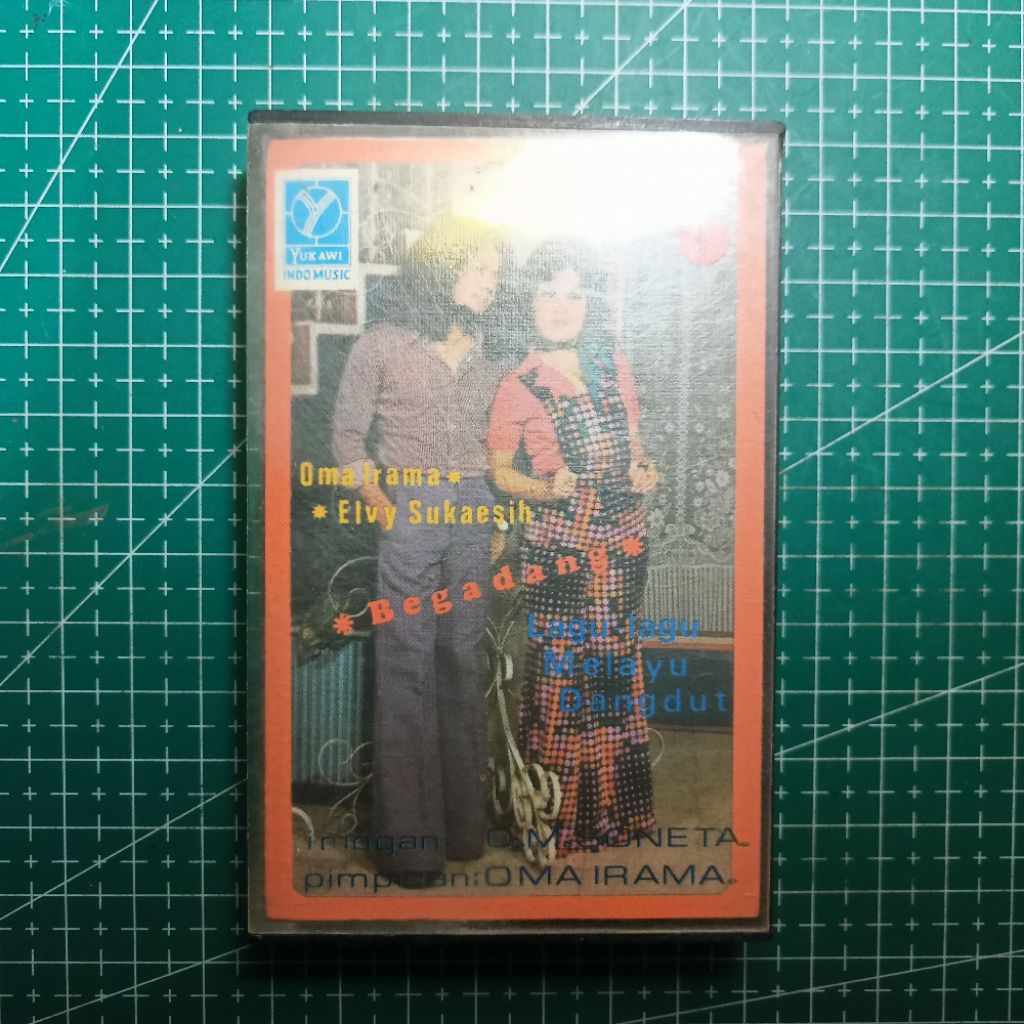 YUKAWI
INDO MUSIC
Oma Irama *
* Elvy Sukaesih
* Begadang *
Lagu-lagu
Melayu
Dangdut
Iringan: O.M. SONETA.
pimpinan: OMA IRAMA.